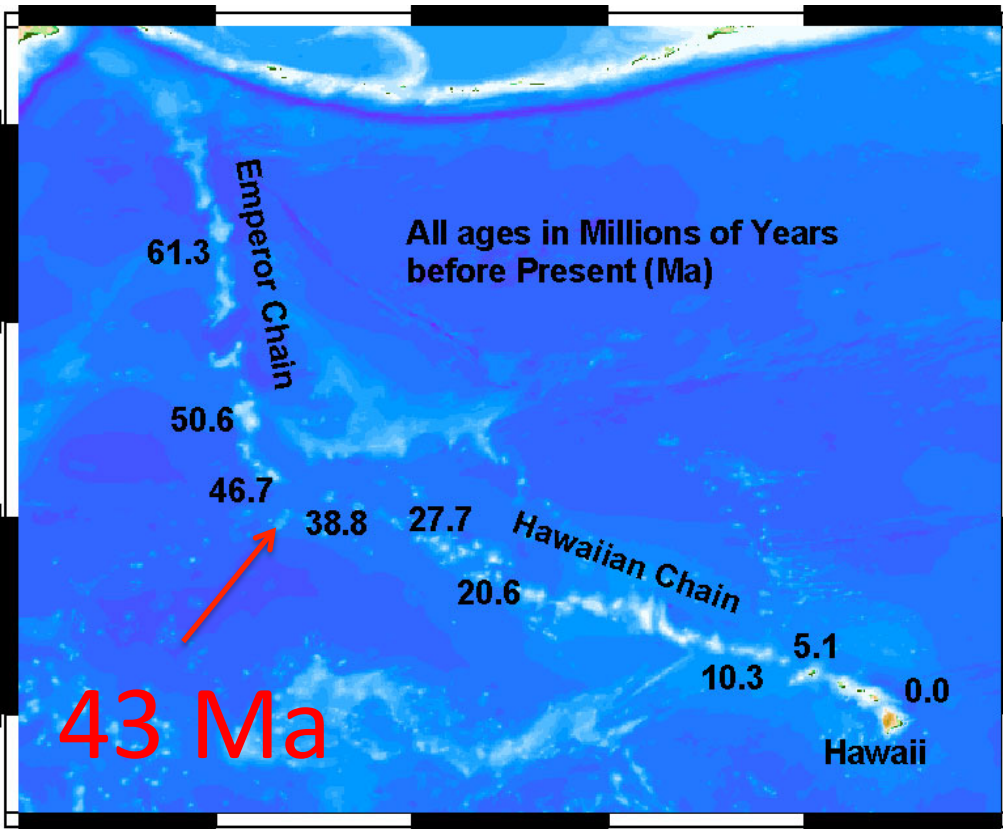 Emperor Chain
All ages in Millions of Years
before Present (Ma)
61.3
50.6
46.7
38.8
27.7
Hawaiian Chain
20.6
5.1
10.3
0.0
43 Ma
Hawaii